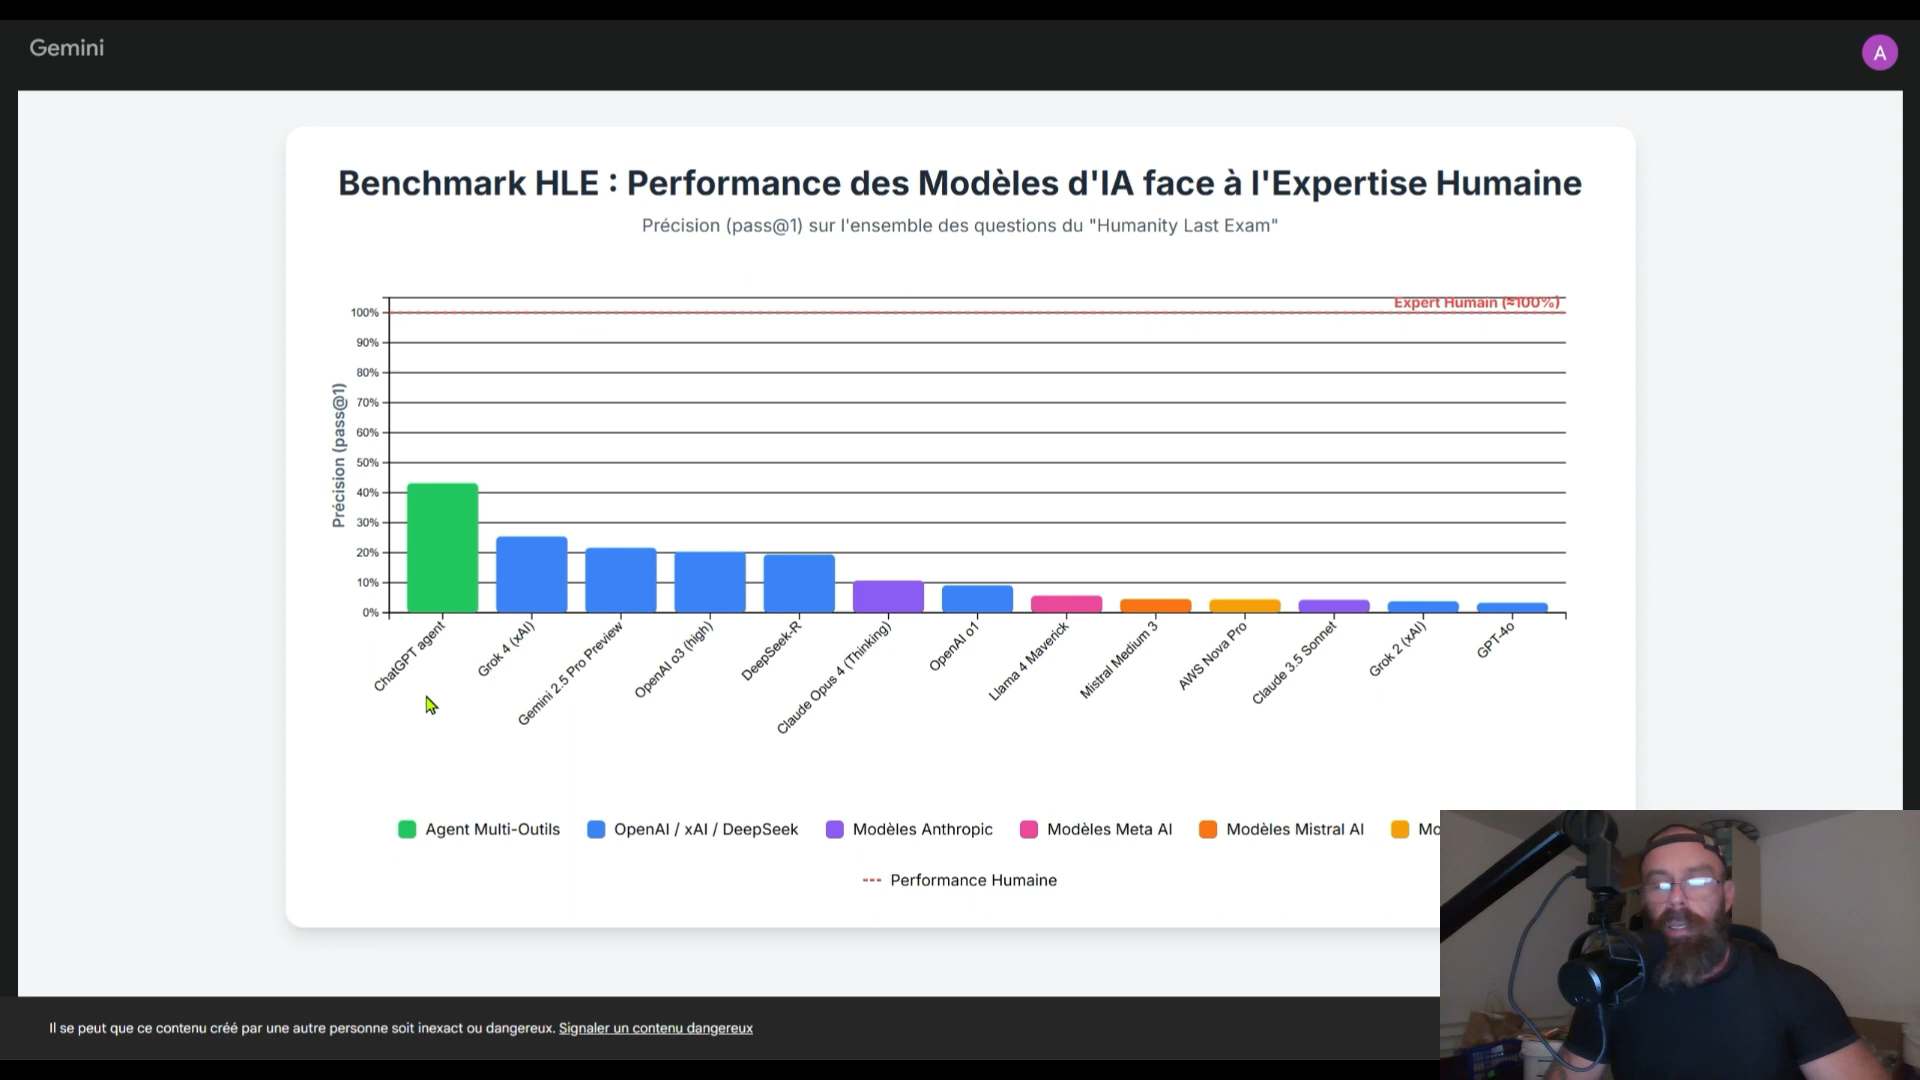 Gemini
A
Benchmark HLE : Performance des Modèles d'IA face à l'Expertise Humaine
Précision (pass@1) sur l'ensemble des questions du "Humanity Last Exam"
Expert Humain (≈100%)
100%
90%
80%
70%
60%
50%
40%
30%
20%
10%
0%
Précision (pass@1)
ChatGPT agent
Grok 4 (xAI)
Gemini 2.5 Pro Preview
OpenAI o3 (high)
DeepSeek-R
Claude Opus 4 (Thinking)
OpenAI o1
Llama 4 Maverick
Mistral Medium 3
AWS Nova Pro
Claude 3.5 Sonnet
Grok 2 (xAI)
GPT-4o
Agent Multi-Outils
OpenAI / xAI / DeepSeek
Modèles Anthropic
Modèles Meta AI
Modèles Mistral AI
Mo
Performance Humaine
Il se peut que ce contenu créé par une autre personne soit inexact ou dangereux. Signaler un contenu dangereux